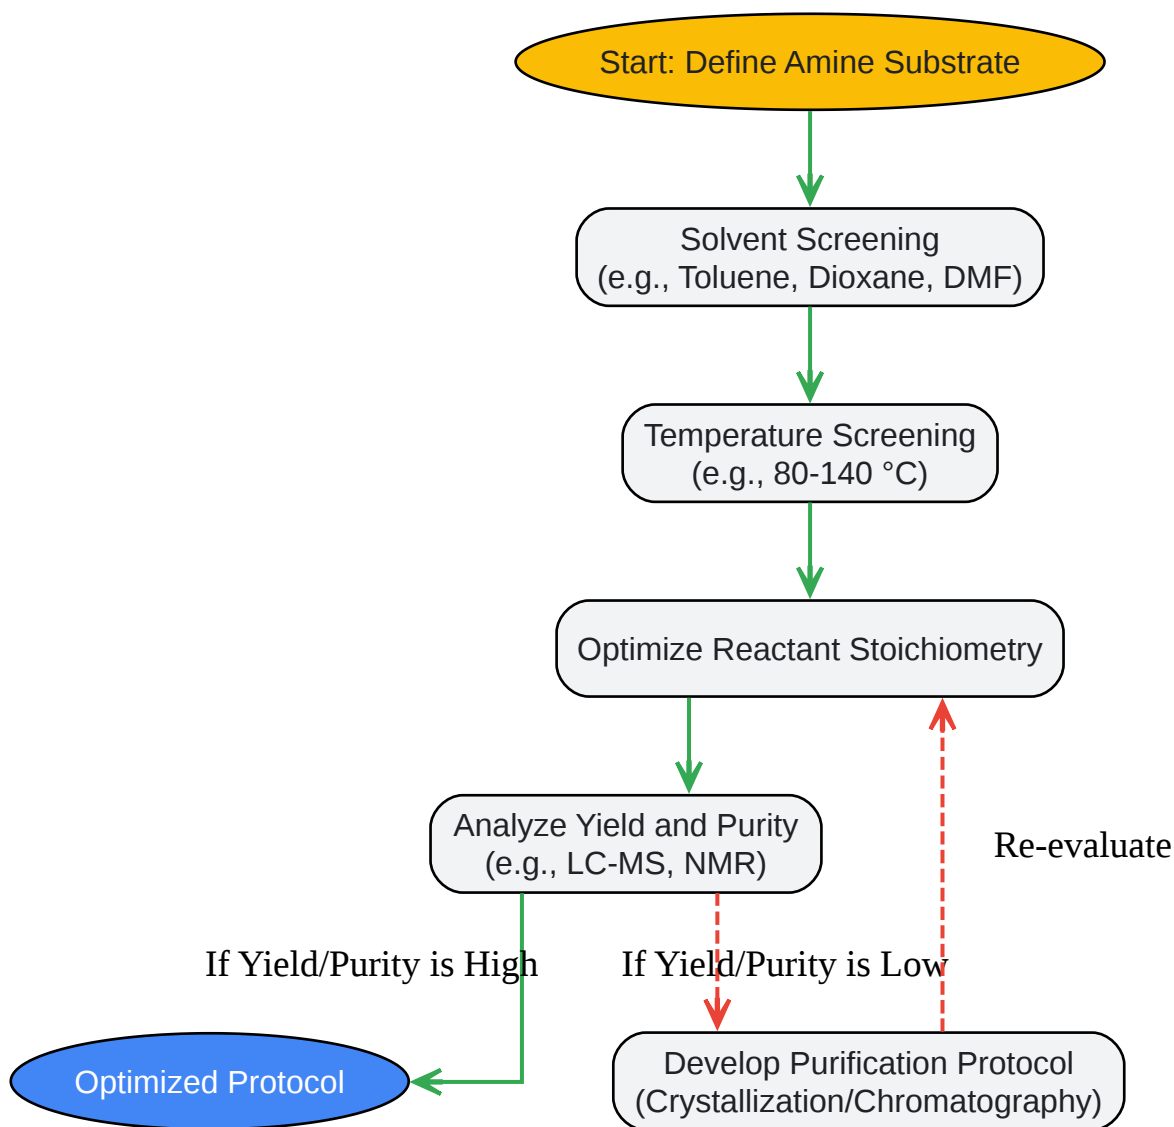 Start: Define Amine Substrate
Solvent Screening
(e.g., Toluene, Dioxane, DMF)
Temperature Screening
(e.g., 80-140 °C)
Optimize Reactant Stoichiometry
Analyze Yield and Purity
(e.g., LC-MS, NMR)
Re-evaluate
If Yield/Purity is High
If Yield/Purity is Low
Optimized Protocol
Develop Purification Protocol
(Crystallization/Chromatography)